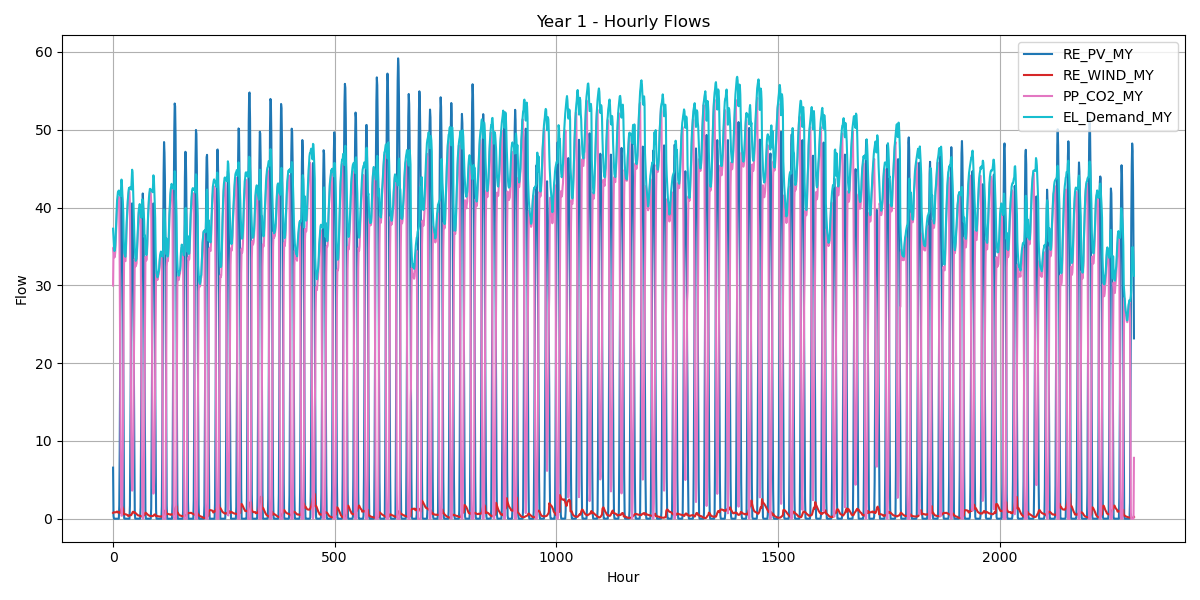 Year 1 - Hourly Flows
RE_PV_MY
RE_WIND_MY
PP_CO2_MY
EL_Demand_MY
60
50
40
30
20
10
0
Flow
0 500 1000 1500 2000
Hour